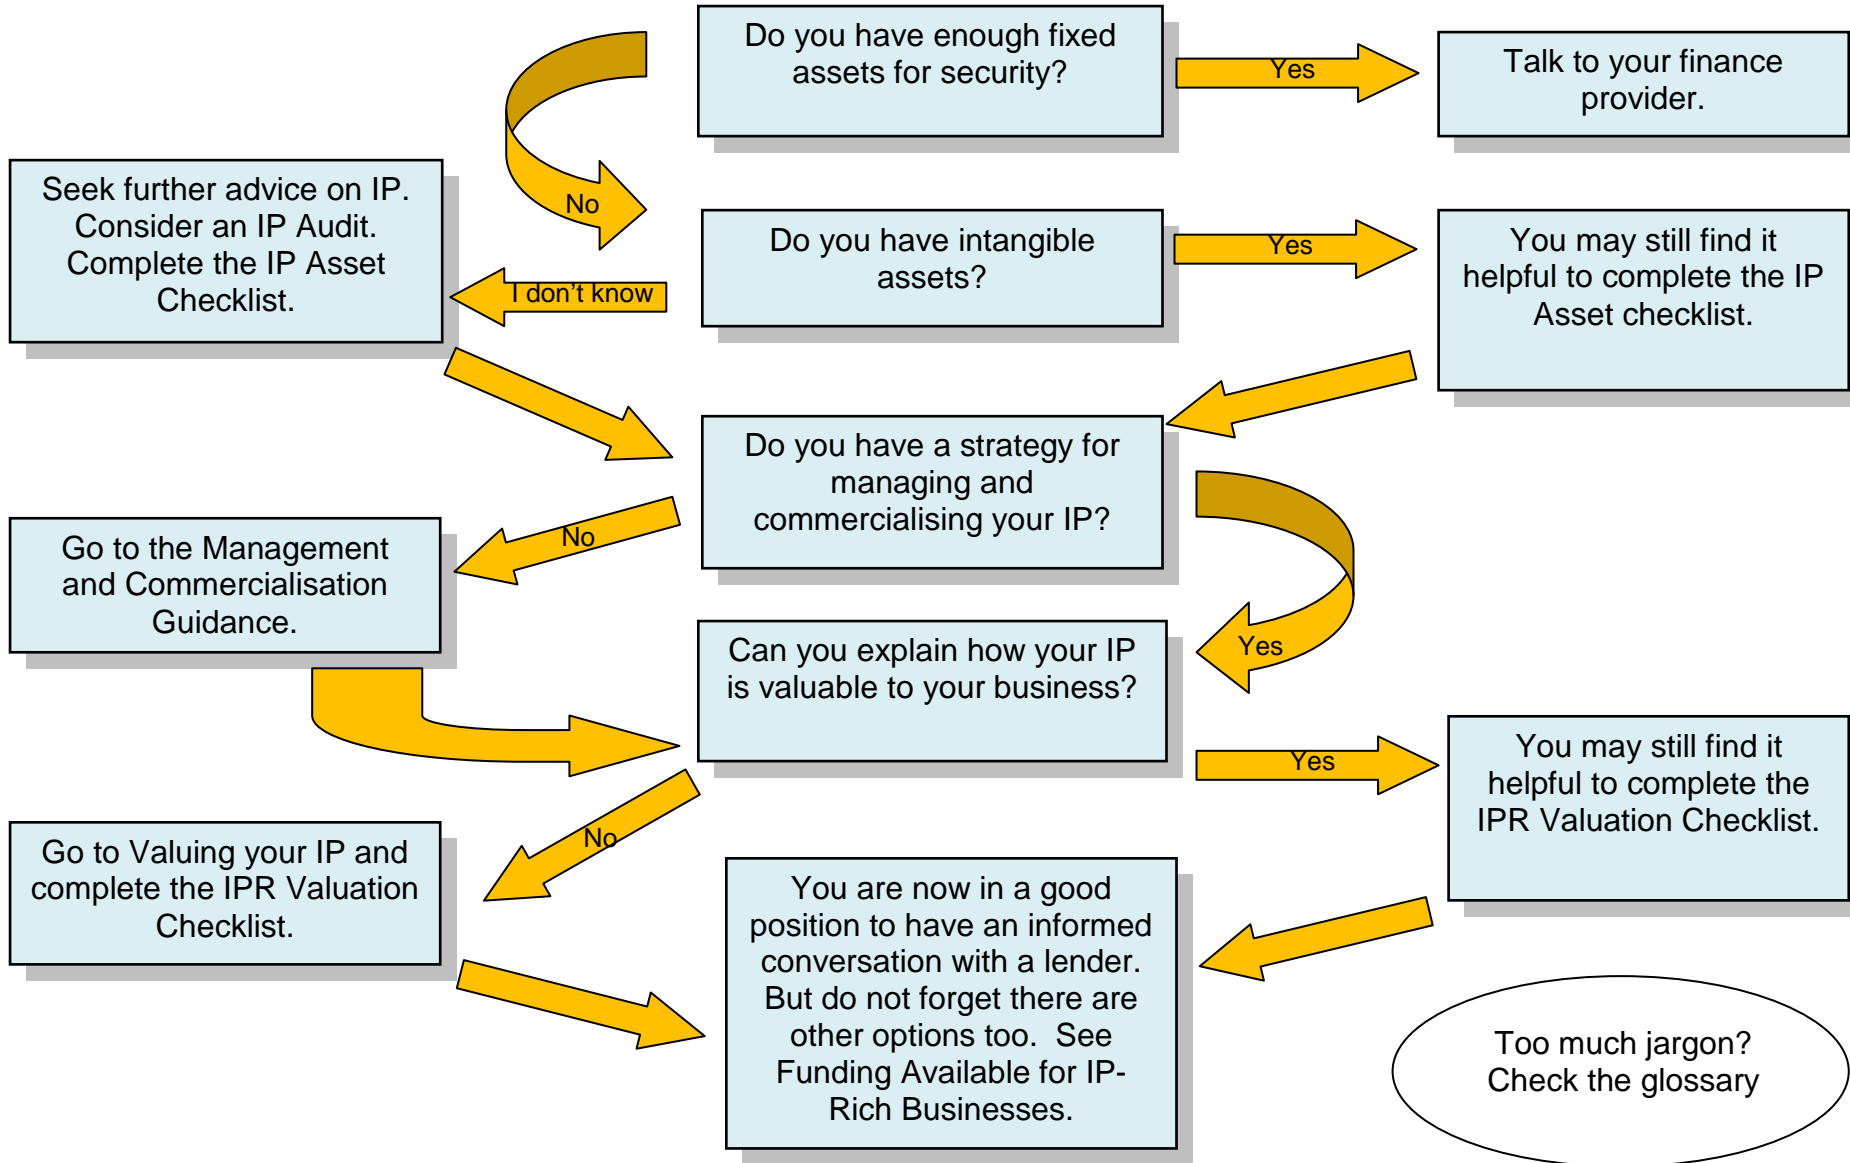 Do you have enough fixed
assets for security?
Yes
Talk to your finance
provider.
No
Seek further advice on IP.
Consider an IP Audit.
Complete the IP Asset
Checklist.
I don't know
Do you have intangible
assets?
Yes
You may still find it
helpful to complete the IP
Asset checklist.
Do you have a strategy for
managing and
commercialising your IP?
No
Go to the Management
and Commercialisation
Guidance.
Yes
Can you explain how your IP
is valuable to your business?
Yes
You may still find it
helpful to complete the
IPR Valuation Checklist.
No
Go to Valuing your IP and
complete the IPR Valuation
Checklist.
You are now in a good
position to have an informed
conversation with a lender.
But do not forget there are
other options too.  See
Funding Available for IP-
Rich Businesses.
Too much jargon?
Check the glossary